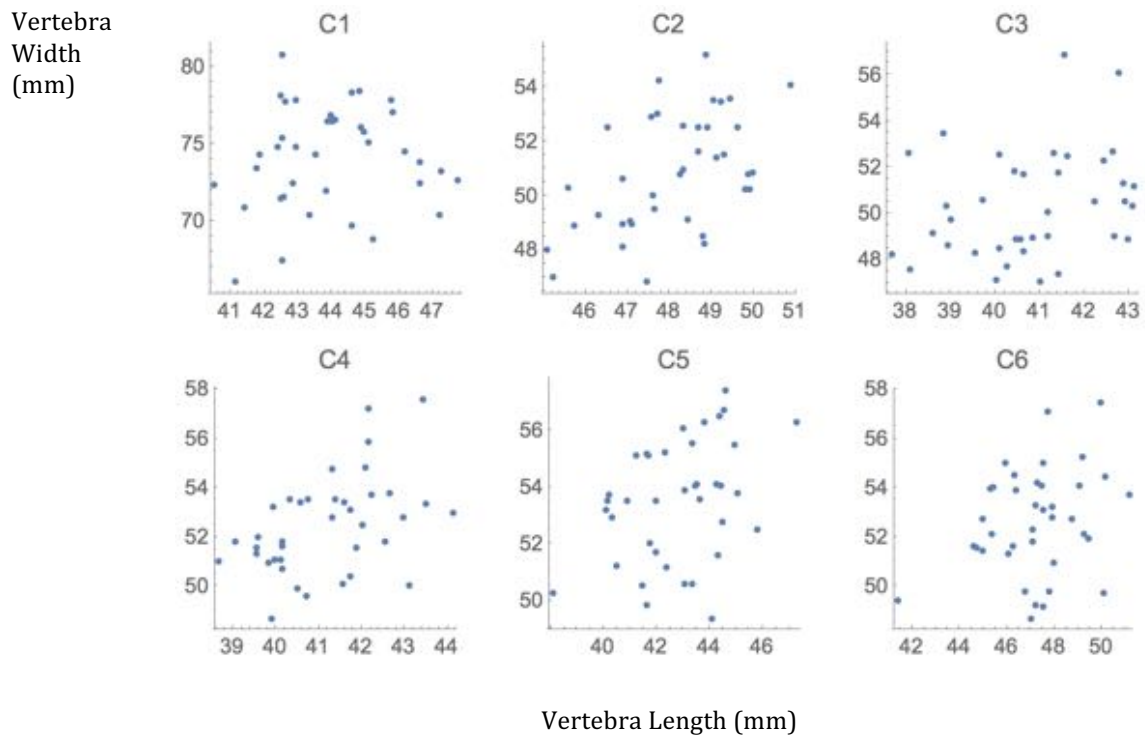 Vertebra
Width
(mm)
C1
80
75
70
41 42 43 44 45 46 47
C2
54
52
50
48
46 47 48 49 50 51
C3
56
54
52
50
48
38 39 40 41 42 43
C4
58
56
54
52
50
39 40 41 42 43 44
C5
56
54
52
50
40 42 44 46
C6
58
56
54
52
50
42 44 46 48 50
Vertebra Length (mm)